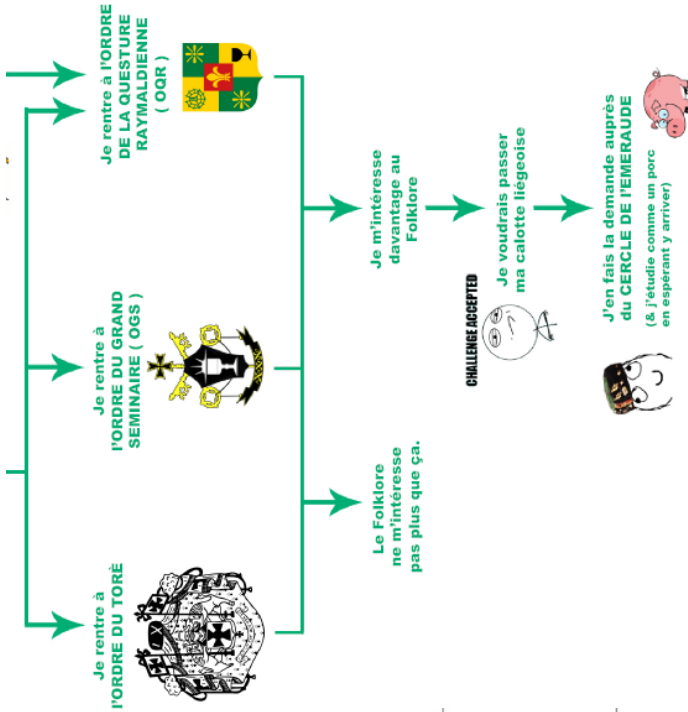 Je rentre à
l'ORDRE DU TORÈ
Je rentre à
l'ORDRE DU GRAND
SEMINAIRE ( OGS )
Je rentre à l'ORDRE
DE LA QUESTURE
RAYMALDIENNE
( OQR )
Le Folklore
ne m'intéresse
pas plus que ça.
Je m'intéresse
davantage au
Folklore
CHALLENGE ACCEPTED
Je voudrais passer
ma calotte liégeoise
J'en fais la demande auprès
du CERCLE DE l'EMERAUDE
(& j'étudie comme un porc
en espérant y arriver)